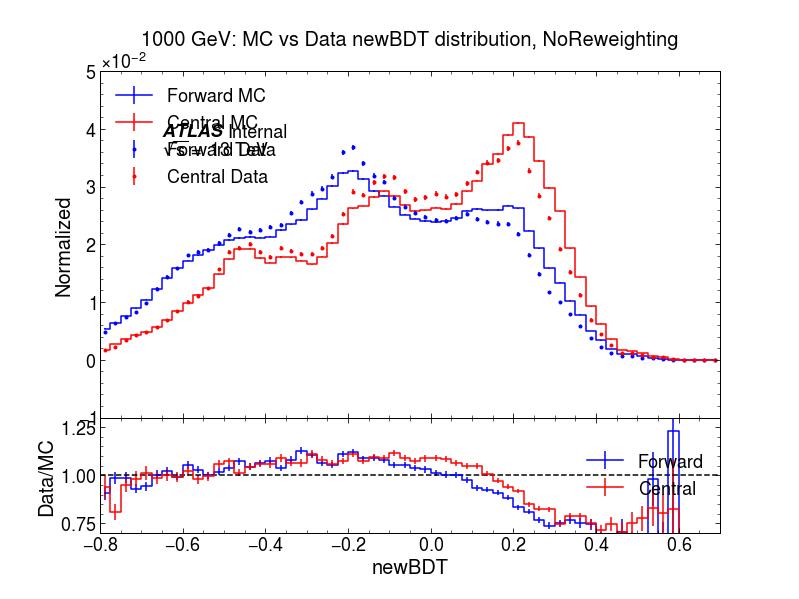 1000 GeV: MC vs Data newBDT distribution, NoReweighting
×10⁻²
5
4
3
2
1
0
−1
Normalized
Forward MC
Central MC
ATLAS Internal
Forward Data
Central Data
1.25
1.00
0.75
Data/MC
Forward
Central
−0.8 −0.6 −0.4 −0.2 0.0 0.2 0.4 0.6
newBDT